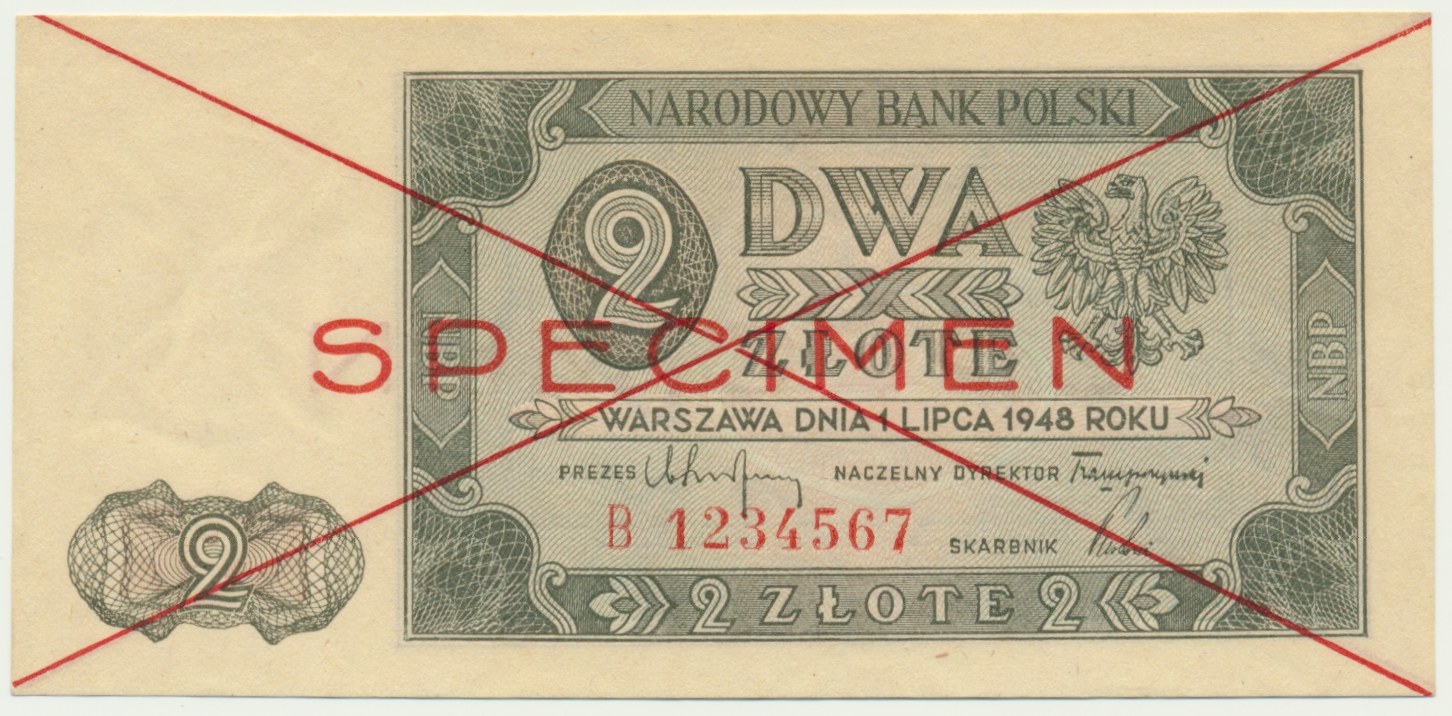 NARODOWY BANK POLSKI
2 DWA
ZŁOTE
SPECIMEN
NBP
NBP
WARSZAWA DNIA 1 LIPCA 1948 ROKU
PREZES NACZELNY DYREKTOR
B 1234567
SKARBNIK
2
2 ZŁOTE 2